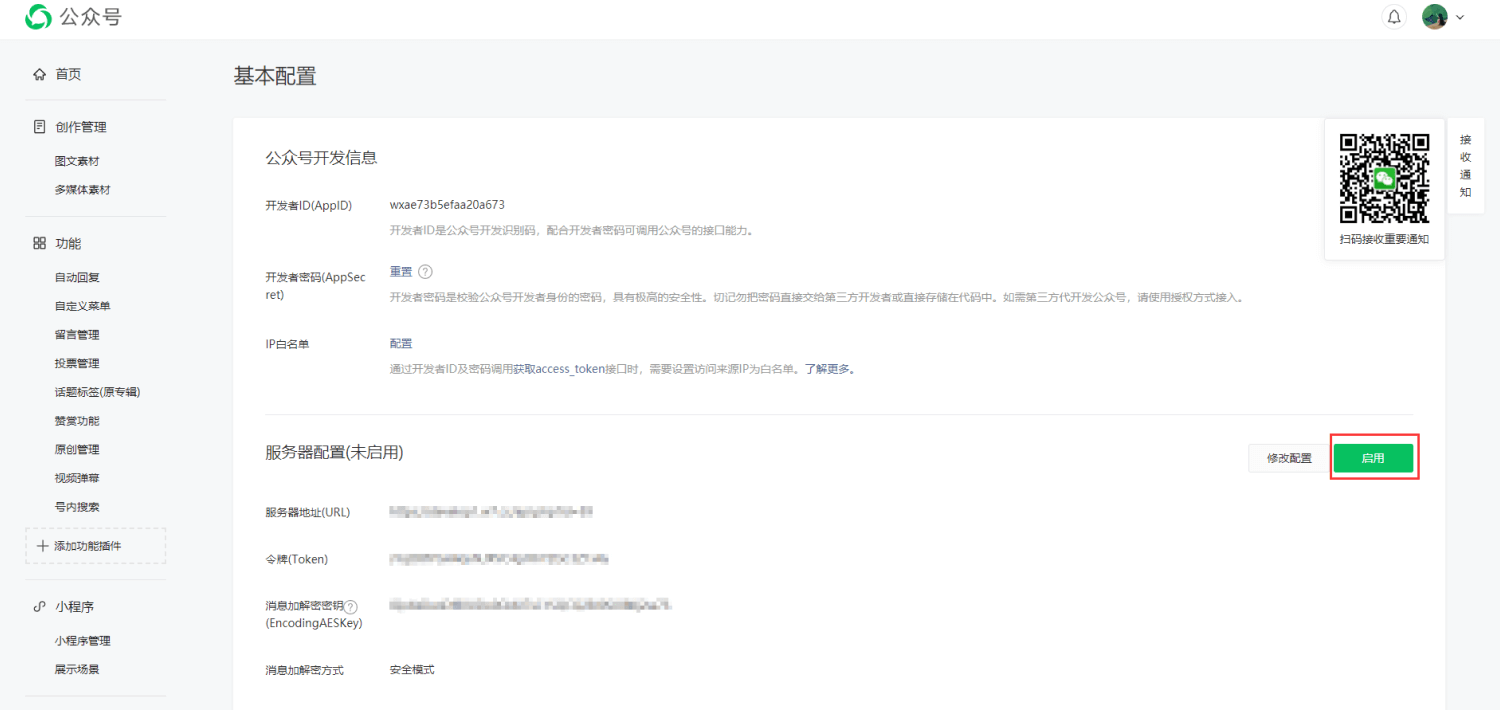 公众号
首页
创作管理
图文素材
多媒体素材
功能
自动回复
自定义菜单
留言管理
投票管理
话题标签(原专辑)
赞赏功能
原创管理
视频弹幕
号内搜索
添加功能插件
小程序
小程序管理
展示场景
基本配置
公众号开发信息
开发者ID(AppID)
wxae73b5efaa20a673
开发者ID是公众号开发识别码，配合开发者密码可调用公众号的接口能力。
开发者密码(AppSec
ret)
重置
开发者密码是校验公众号开发者身份的密码，具有极高的安全性。切记勿把密码直接交给第三方开发者或直接存储在代码中。如需第三方代开发公众号，请使用授权方式接入。
IP白名单
配置
通过开发者ID及密码调用获取access_token接口时，需要设置访问来源IP为白名单。了解更多。
服务器配置(未启用)
修改配置
启用
服务器地址(URL)
令牌(Token)
消息加解密密钥
(EncodingAESKey)
消息加解密方式
安全模式
扫码接收重要通知
接
收
通
知